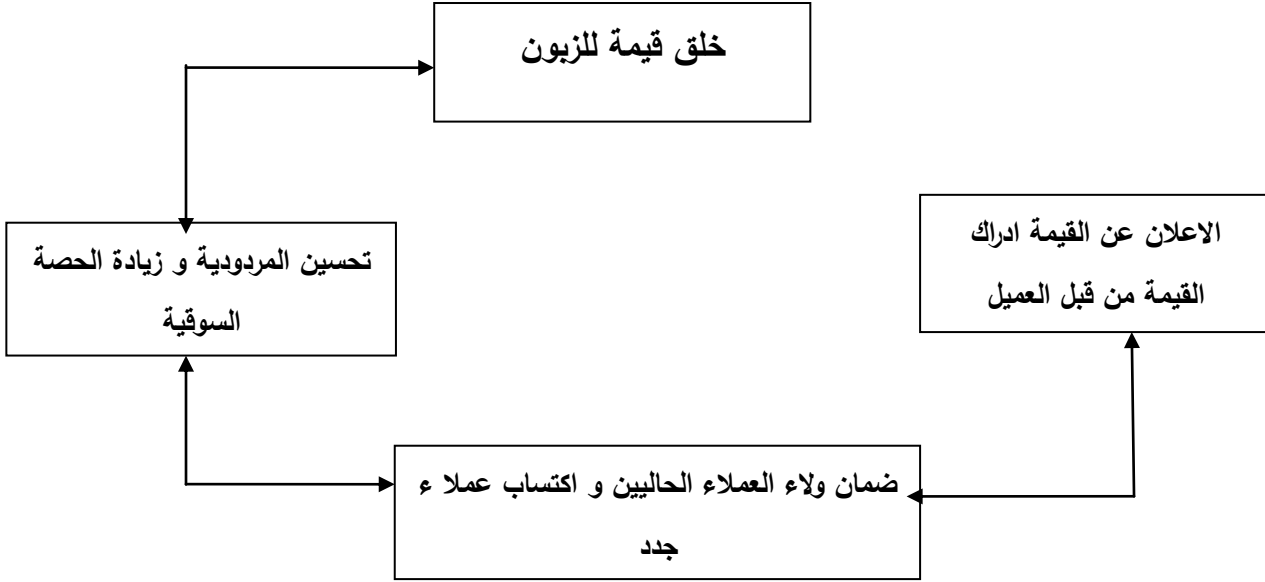 خلق قيمة للزبون
الاعلان عن القيمة ادراك
القيمة من قبل العميل
تحسين المردودية و زيادة الحصة
السوقية
ضمان ولاء العملاء الحاليين و اكتساب عملا ء
جدد